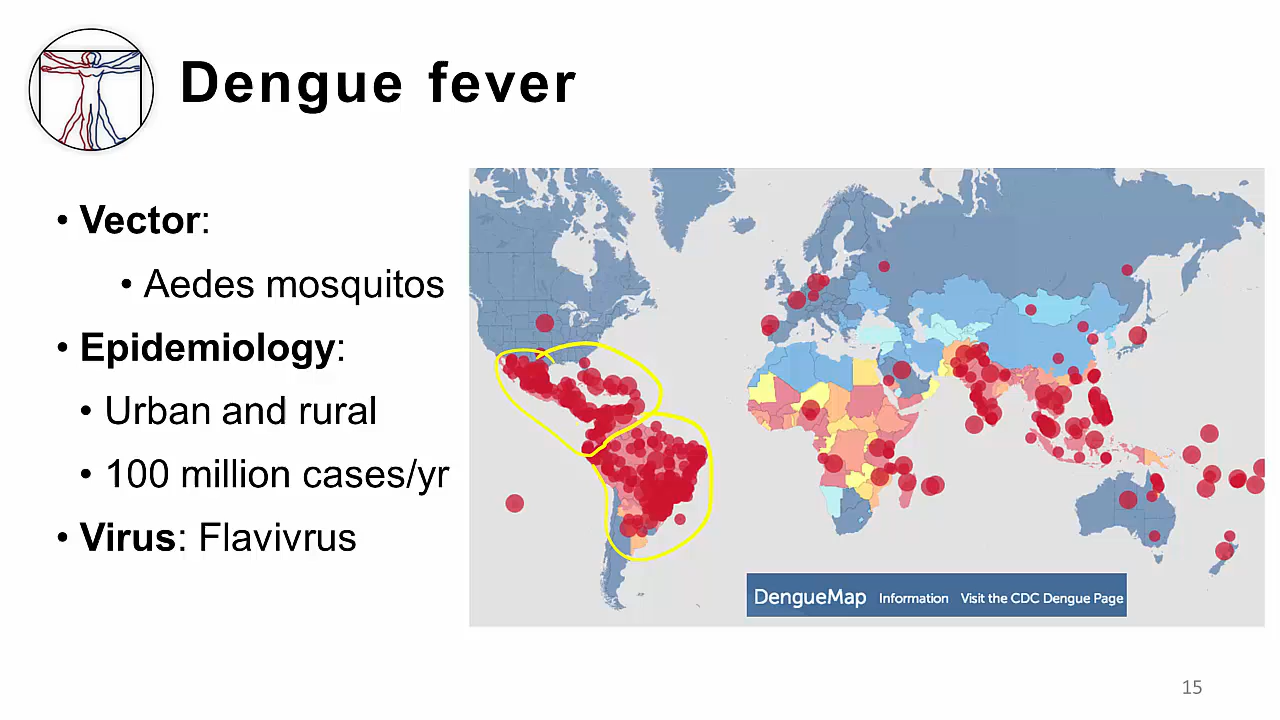 Dengue fever
• Vector:
• Aedes mosquitos
• Epidemiology:
• Urban and rural
• 100 million cases/yr
• Virus: Flavivrus
DengueMap Information Visit the CDC Dengue Page
15